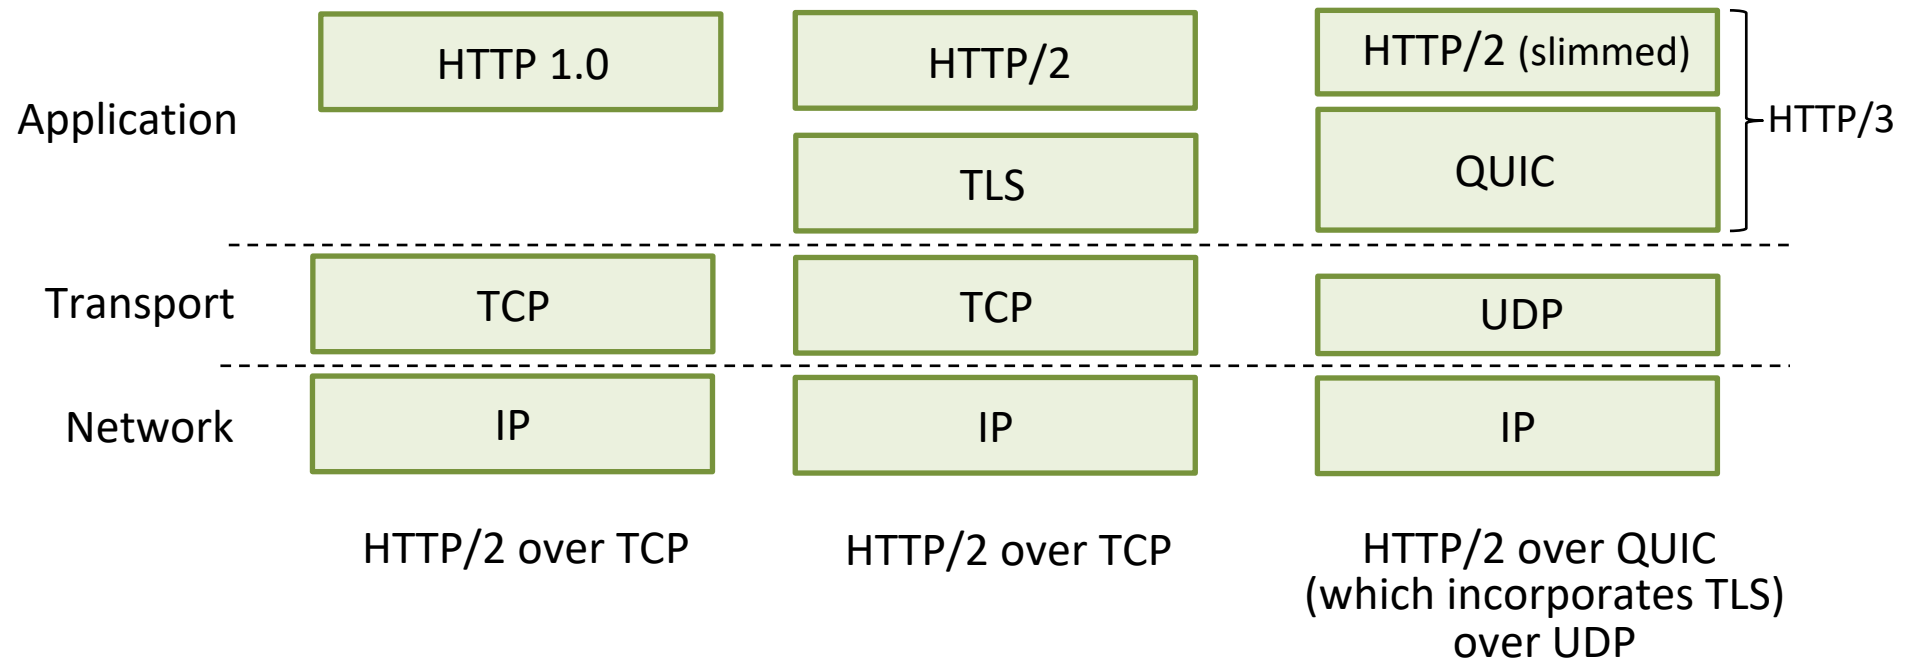 HTTP 1.0
HTTP/2
HTTP/2 (slimmed)
Application
HTTP/3
TLS
QUIC
Transport
TCP
TCP
UDP
Network
IP
IP
IP
HTTP/2 over TCP
HTTP/2 over TCP
HTTP/2 over QUIC
(which incorporates TLS)
over UDP